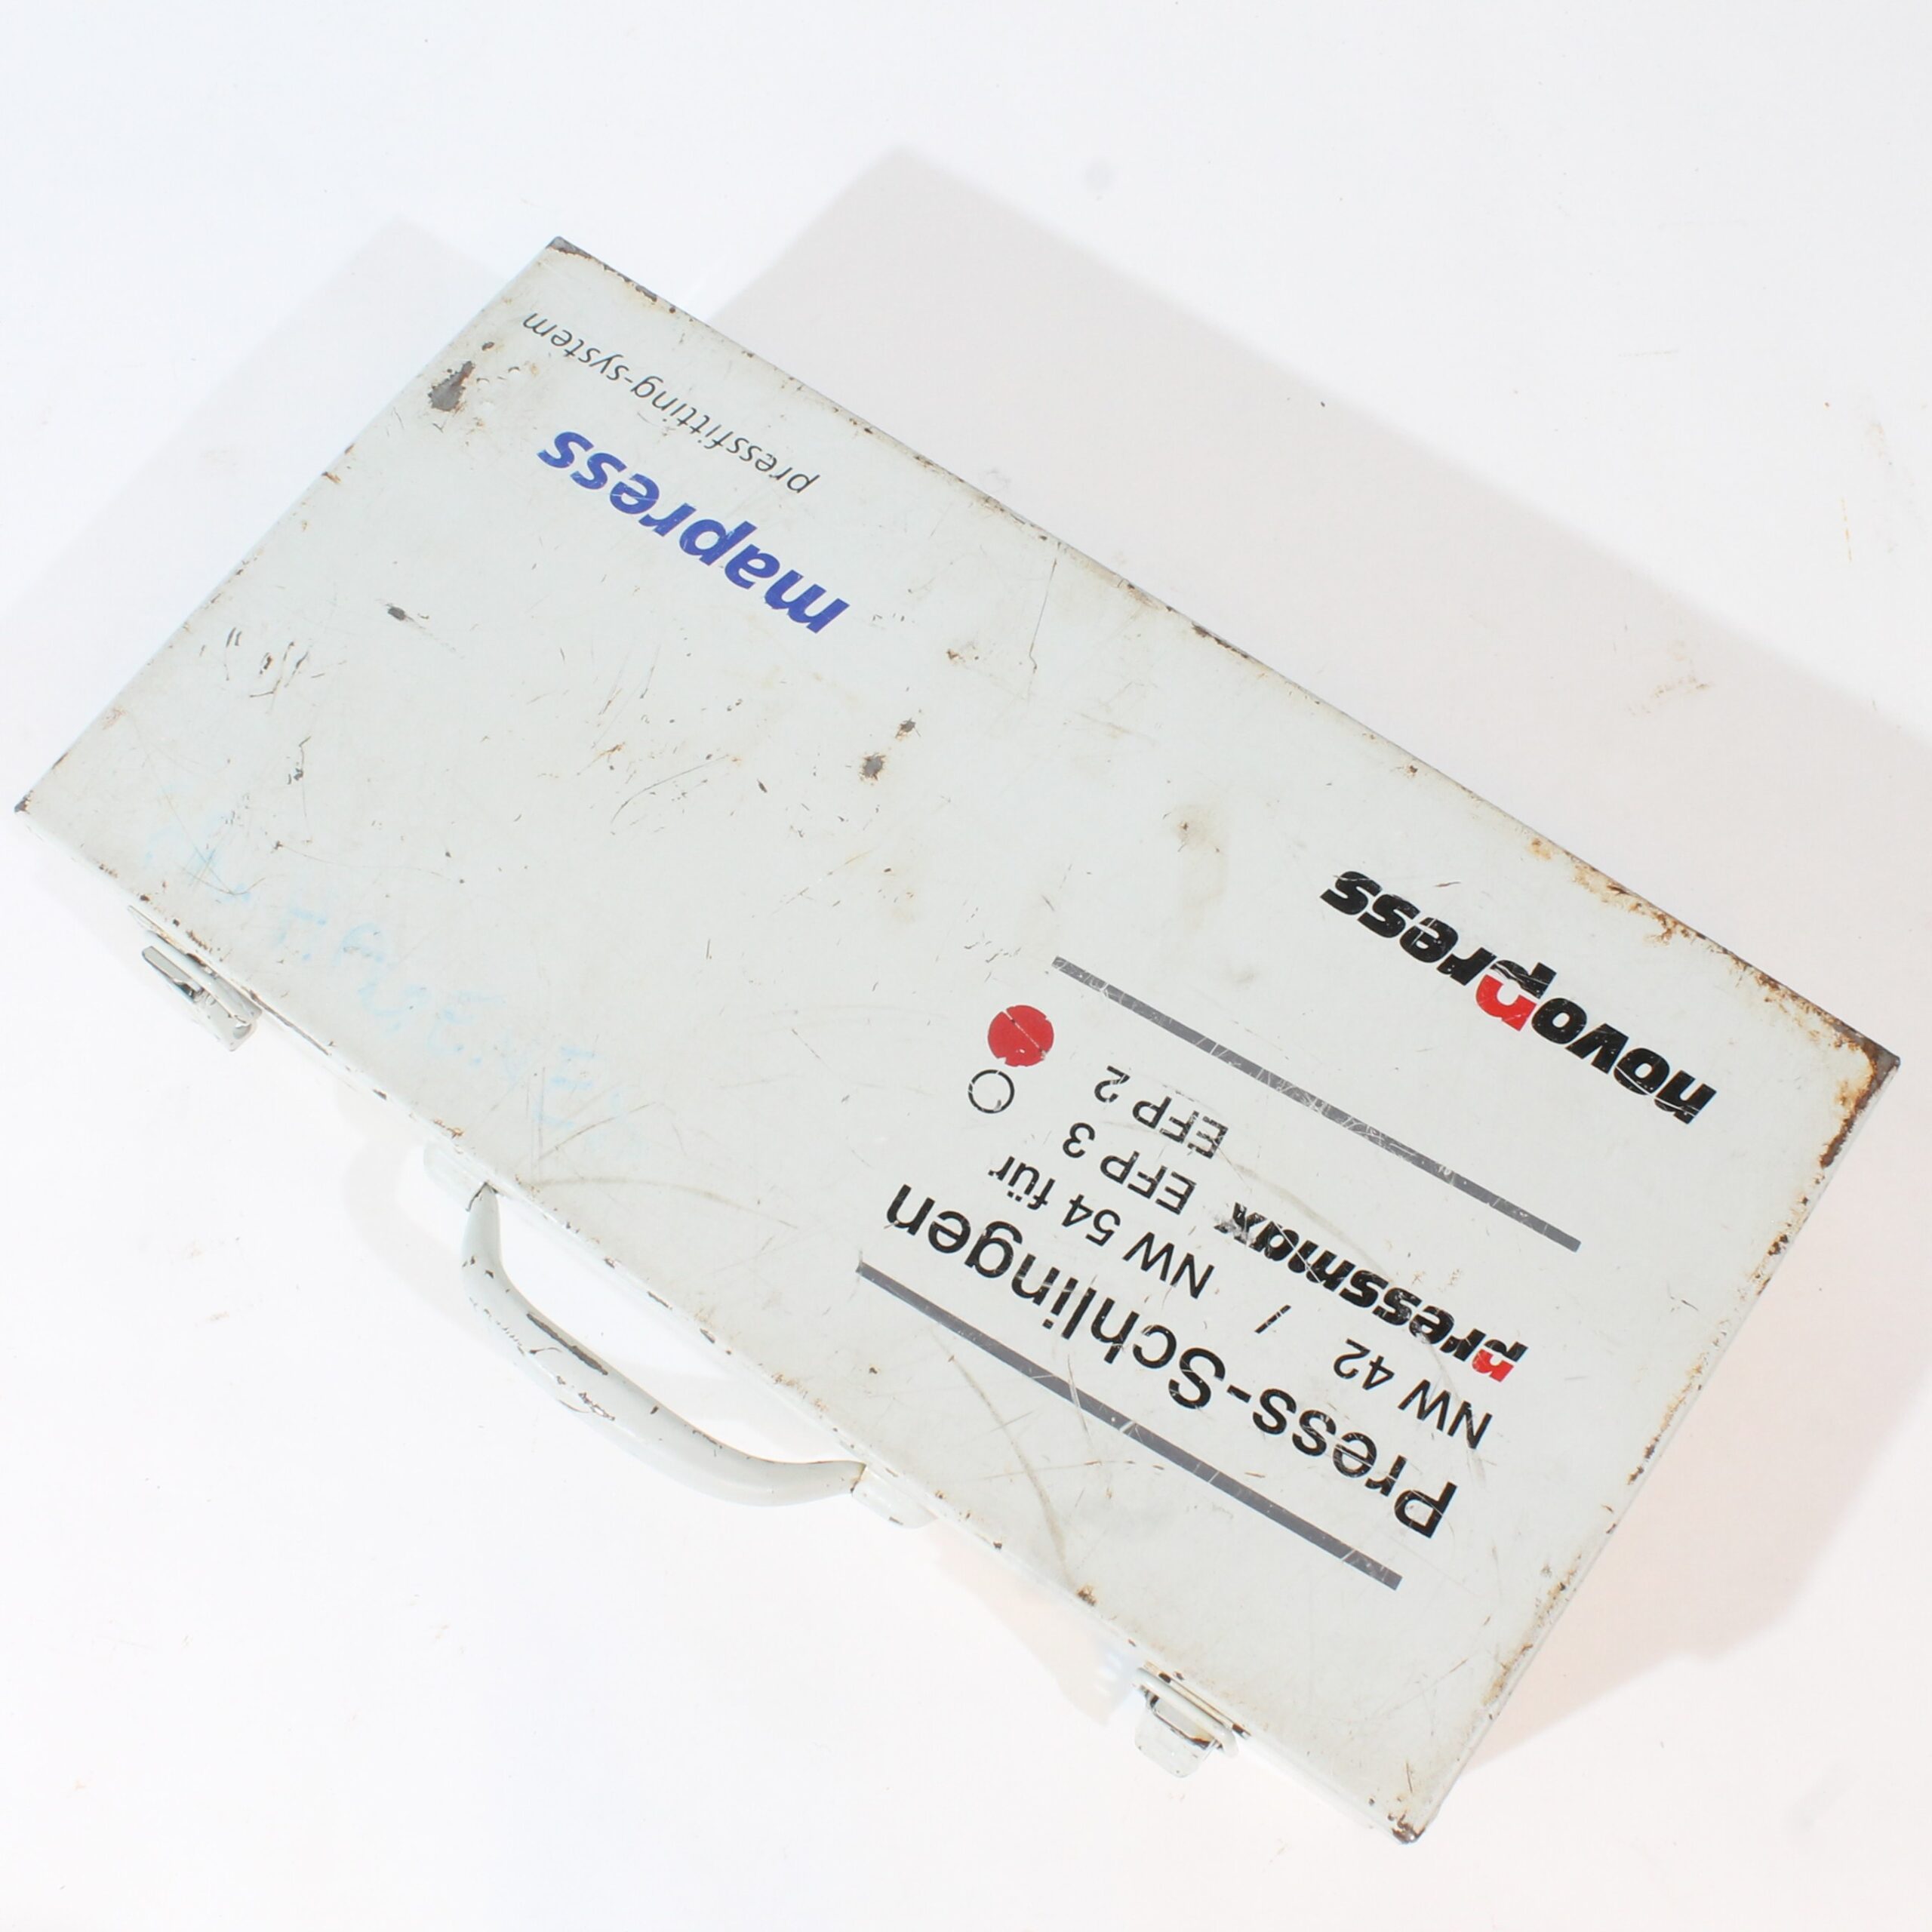 Press-Schlingen
NW 42 / NW 54 für
pressmax EFP 3
EFP 2
novopress
mapress
pressfitting-system